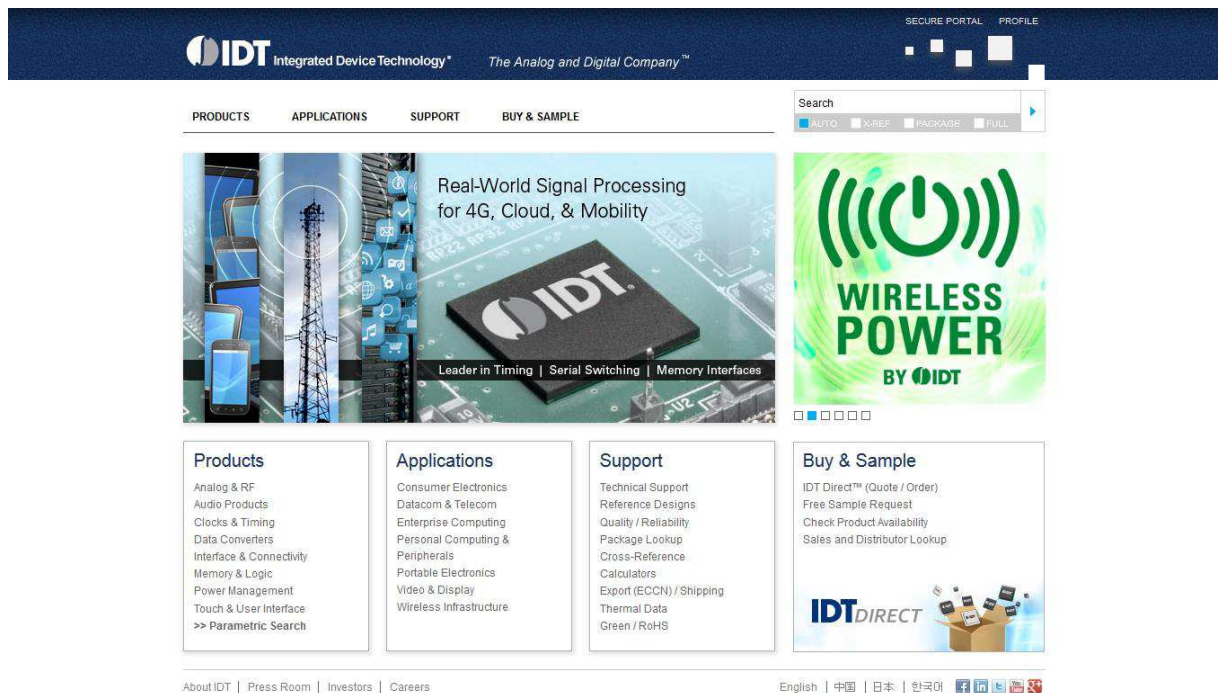 SECURE PORTAL PROFILE
IDT Integrated Device Technology® The Analog and Digital Company™
PRODUCTS APPLICATIONS SUPPORT BUY & SAMPLE
Search
AUTO X-REF PACKAGE FULL
Real-World Signal Processing
for 4G, Cloud, & Mobility
IDT
Leader in Timing | Serial Switching | Memory Interfaces
WIRELESS
POWER
BY IDT
Products
Analog & RF
Audio Products
Clocks & Timing
Data Converters
Interface & Connectivity
Memory & Logic
Power Management
Touch & User Interface
>> Parametric Search
Applications
Consumer Electronics
Datacom & Telecom
Enterprise Computing
Personal Computing &
Peripherals
Portable Electronics
Video & Display
Wireless Infrastructure
Support
Technical Support
Reference Designs
Quality / Reliability
Package Lookup
Cross-Reference
Calculators
Export (ECCN) / Shipping
Thermal Data
Green / RoHS
Buy & Sample
IDT Direct™ (Quote / Order)
Free Sample Request
Check Product Availability
Sales and Distributor Lookup
IDT DIRECT
About IDT | Press Room | Investors | Careers
English | 中国 | 日本 | 한국어